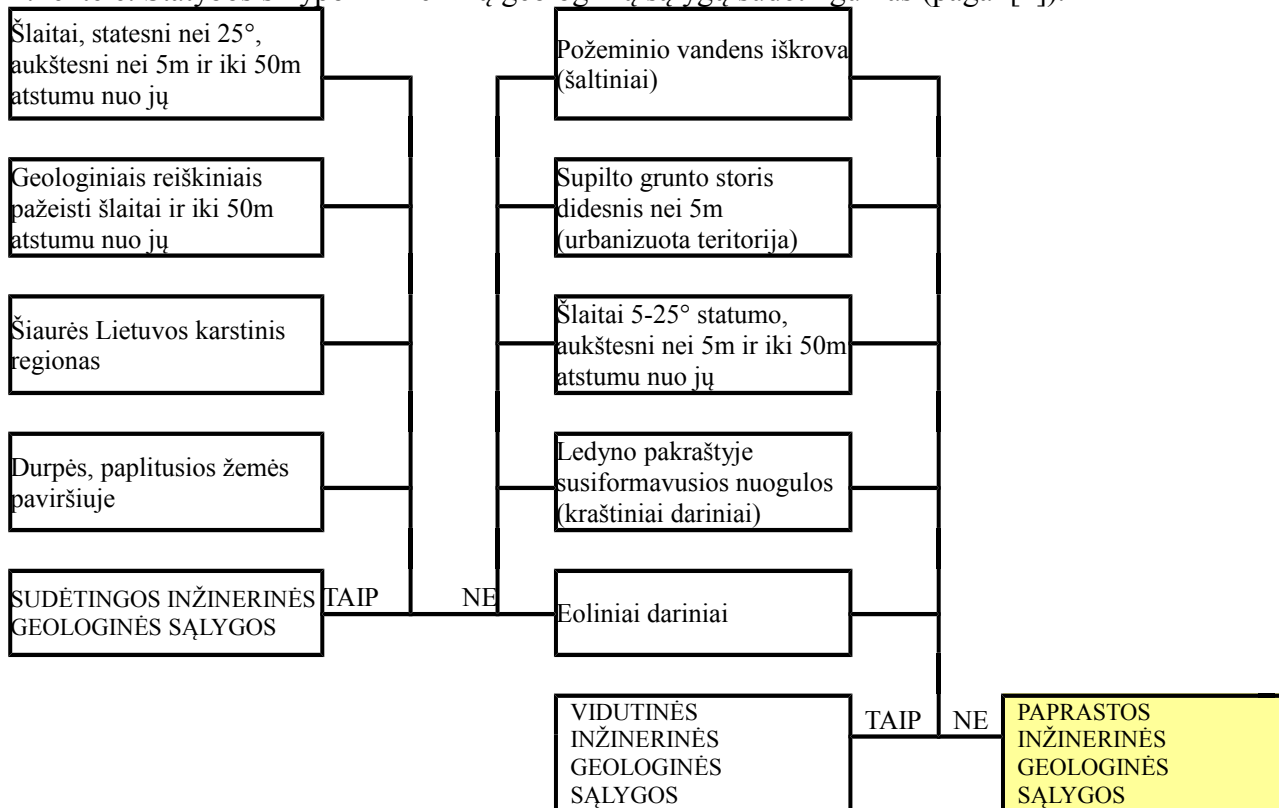 Šlaitai, statesni nei 25°,
aukštesni nei 5m ir iki 50m
atstumu nuo jų
Geologiniais reiškiniais
pažeisti šlaitai ir iki 50m
atstumu nuo jų
Šiaurės Lietuvos karstinis
regionas
Durpės, paplitusios žemės
paviršiuje
SUDĖTINGOS INŽINERINĖS
GEOLOGINĖS SĄLYGOS
TAIP
NE
Požeminio vandens iškrova
(šaltiniai)
Supilto grunto storis
didesnis nei 5m
(urbanizuota teritorija)
Šlaitai 5-25° statumo,
aukštesni nei 5m ir iki 50m
atstumu nuo jų
Ledyno pakraštyje
susiformavusios nuogulos
(kraštiniai dariniai)
Eoliniai dariniai
VIDUTINĖS
INŽINERINĖS
GEOLOGINĖS
SĄLYGOS
TAIP
NE
PAPRASTOS
INŽINERINĖS
GEOLOGINĖS
SĄLYGOS